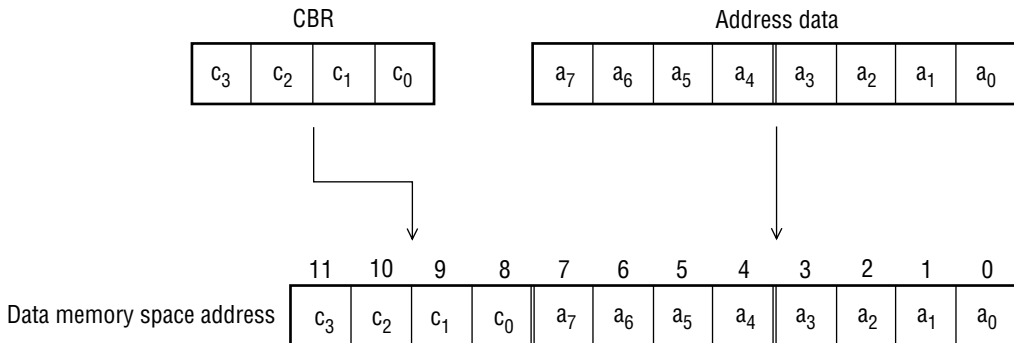 CBR Address data
c3 c2 c1 c0 a7 a6 a5 a4 a3 a2 a1 a0
11 10 9 8 7 6 5 4 3 2 1 0
Data memory space address c3 c2 c1 c0 a7 a6 a5 a4 a3 a2 a1 a0